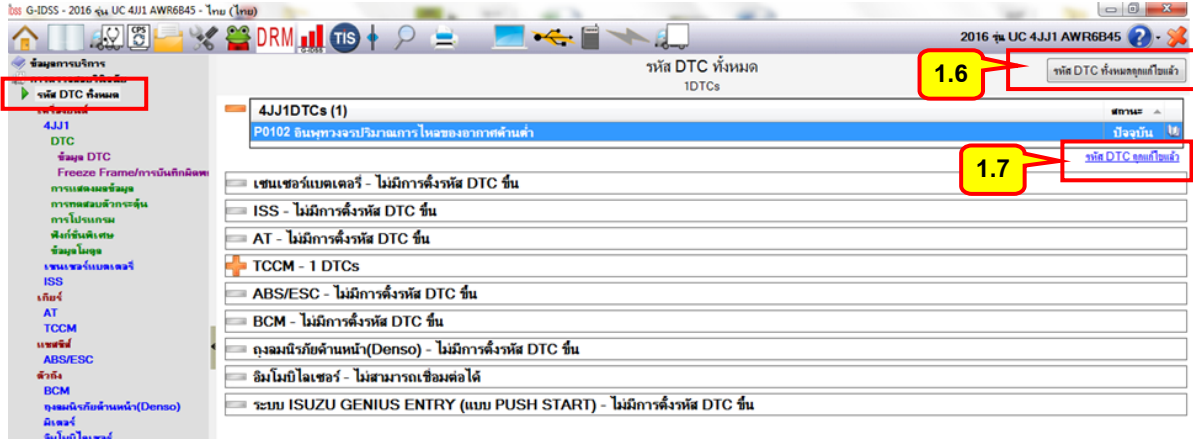 G-IDSS - 2016 รุ่น UC 4JJ1 AWR6B45 - ไทย (ไทย)
CPS
DRM
G-IDSS
TIS
2016 รุ่น UC 4JJ1 AWR6B45
ข้อมูลการบริการ
รหัส DTC ทั้งหมด
4JJ1
DTC
ข้อมูล DTC
Freeze Frame/การบันทึกผิดพ
การแสดงผลข้อมูล
การทดสอบตัวกระตุ้น
การโปรแกรม
ฟังก์ชันพิเศษ
ข้อมูลโมดูล
เซนเซอร์แบตเตอรี่
ISS
เกียร์
AT
TCCM
แชสซีส์
ABS/ESC
ตัวถัง
BCM
ถุงลมนิรภัยด้านหน้า(Denso)
มิเตอร์
อิมโมบิไลเซอร์
รหัส DTC ทั้งหมด
1DTCs
1.6
รหัส DTC ทั้งหมดถูกแก้ไขแล้ว
4JJ1DTCs (1)
สถานะ
P0102 อินพุทวงจรปริมาณการไหลของอากาศด้านต่ำ
ปัจจุบัน
1.7
รหัส DTC ถูกแก้ไขแล้ว
เซนเซอร์แบตเตอรี่ - ไม่มีการตั้งรหัส DTC ขึ้น
ISS - ไม่มีการตั้งรหัส DTC ขึ้น
AT - ไม่มีการตั้งรหัส DTC ขึ้น
TCCM - 1 DTCs
ABS/ESC - ไม่มีการตั้งรหัส DTC ขึ้น
BCM - ไม่มีการตั้งรหัส DTC ขึ้น
ถุงลมนิรภัยด้านหน้า(Denso) - ไม่มีการตั้งรหัส DTC ขึ้น
อิมโมบิไลเซอร์ - ไม่สามารถเชื่อมต่อได้
ระบบ ISUZU GENIUS ENTRY (แบบ PUSH START) - ไม่มีการตั้งรหัส DTC ขึ้น